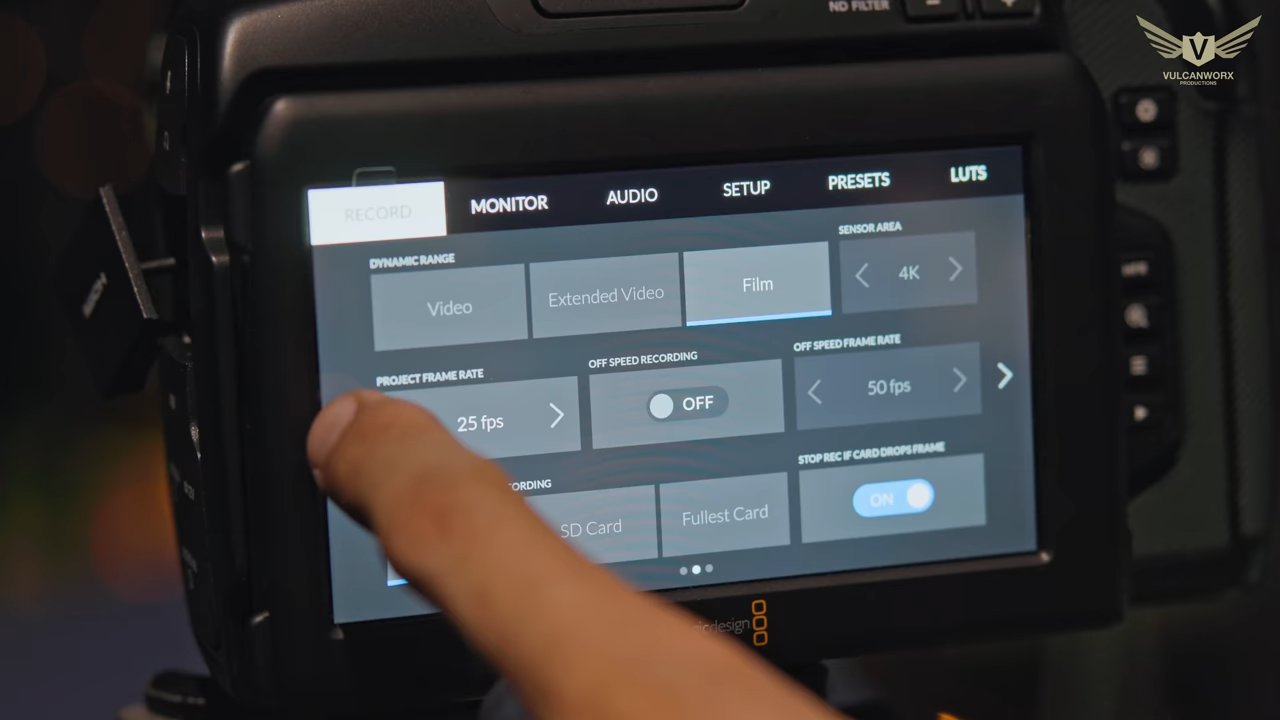 ND FILTER
VULCANWORX
PRODUCTIONS
RECORD MONITOR AUDIO SETUP PRESETS LUTS
DYNAMIC RANGE
SENSOR AREA
Video Extended Video Film
4K
PROJECT FRAME RATE
OFF SPEED RECORDING
OFF SPEED FRAME RATE
25 fps
OFF
50 fps
STOP REC IF CARD DROPS FRAME
SD Card Fullest Card
ON
design